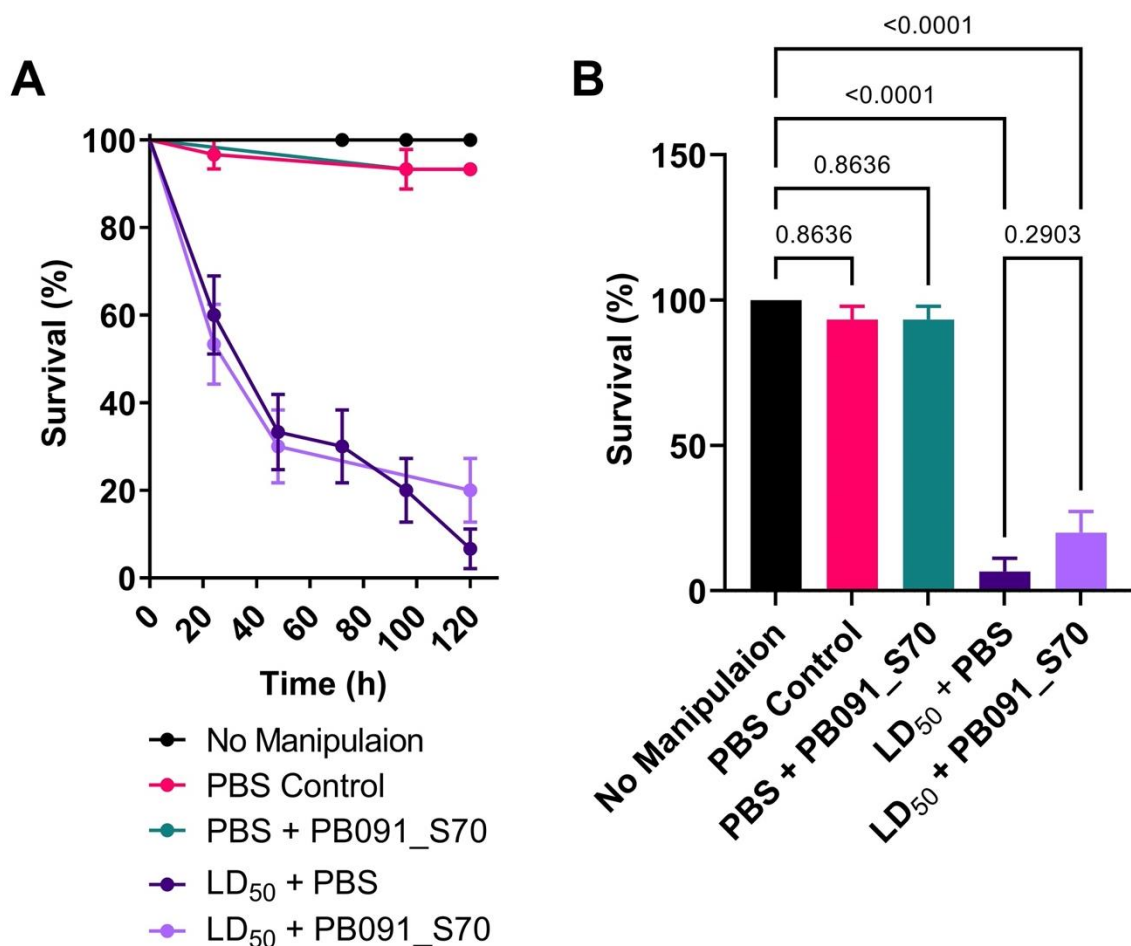 A
Survival (%)
100
80
60
40
20
0
0 20 40 60 80 100 120
Time (h)
No Manipulaion
PBS Control
PBS + PB091_S70
LD50 + PBS
LD50 + PB091_S70
B
<0.0001
<0.0001
0.8636
0.8636
0.2903
Survival (%)
150
100
50
0
No Manipulaion
PBS Control
PBS + PB091_S70
LD50 + PBS
LD50 + PB091_S70